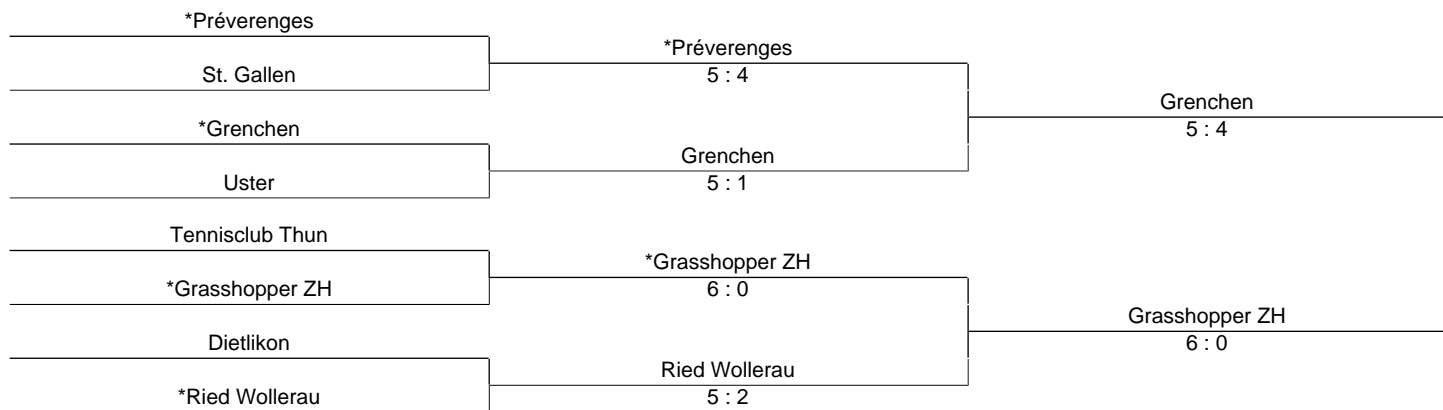 *Préverenges
St. Gallen
*Grenchen
Uster
Tennisclub Thun
*Grasshopper ZH
Dietlikon
*Ried Wollerau
*Préverenges
5 : 4
Grenchen
5 : 1
*Grasshopper ZH
6 : 0
Ried Wollerau
5 : 2
Grenchen
5 : 4
Grasshopper ZH
6 : 0